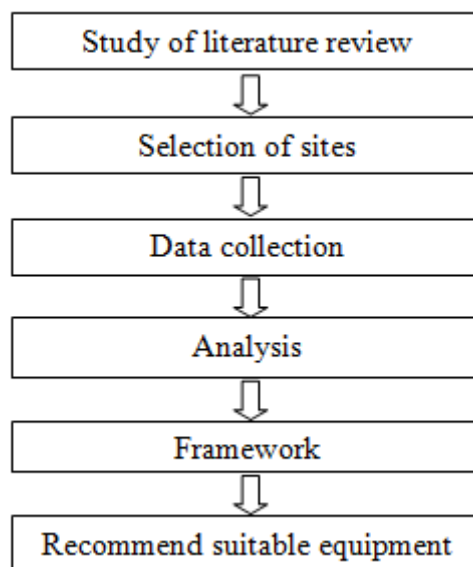 Study of literature review
Selection of sites
Data collection
Analysis
Framework
Recommend suitable equipment